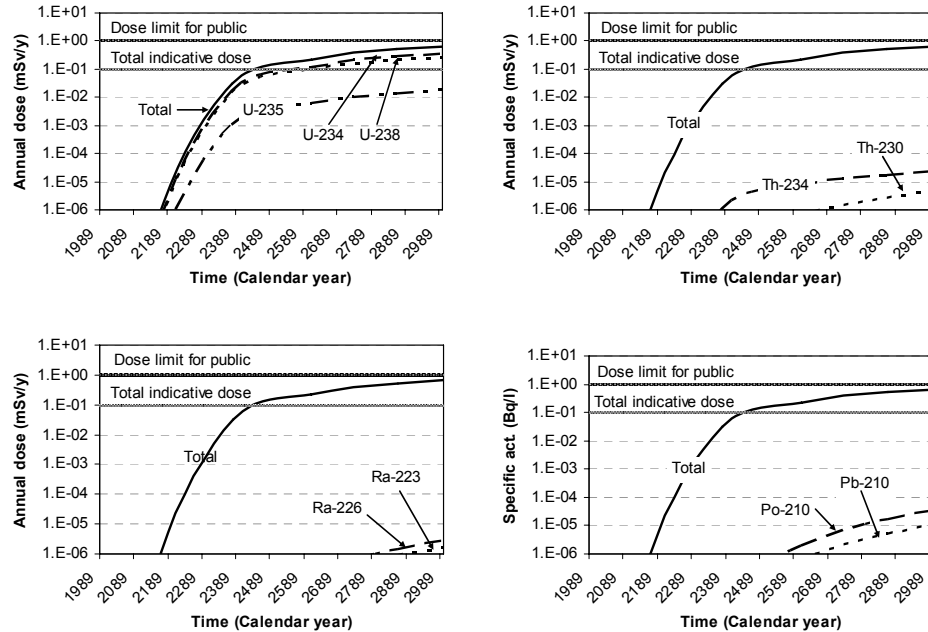 1.E+01
1.E+00
1.E-01
1.E-02
1.E-03
1.E-04
1.E-05
1.E-06
Annual dose (mSv/y)
Dose limit for public
Total indicative dose
Total
U-235
U-234
U-238
1989
2089
2189
2289
2389
2489
2589
2689
2789
2889
2989
Time (Calendar year)
1.E+01
1.E+00
1.E-01
1.E-02
1.E-03
1.E-04
1.E-05
1.E-06
Annual dose (mSv/y)
Dose limit for public
Total indicative dose
Total
Th-230
Th-234
1989
2089
2189
2289
2389
2489
2589
2689
2789
2889
2989
Time (Calendar year)
1.E+01
1.E+00
1.E-01
1.E-02
1.E-03
1.E-04
1.E-05
1.E-06
Annual dose (mSv/y)
Dose limit for public
Total indicative dose
Total
Ra-223
Ra-226
1989
2089
2189
2289
2389
2489
2589
2689
2789
2889
2989
Time (Calendar year)
1.E+01
1.E+00
1.E-01
1.E-02
1.E-03
1.E-04
1.E-05
1.E-06
Specific act. (Bq/l)
Dose limit for public
Total indicative dose
Total
Pb-210
Po-210
1989
2089
2189
2289
2389
2489
2589
2689
2789
2889
2989
Time (Calendar year)